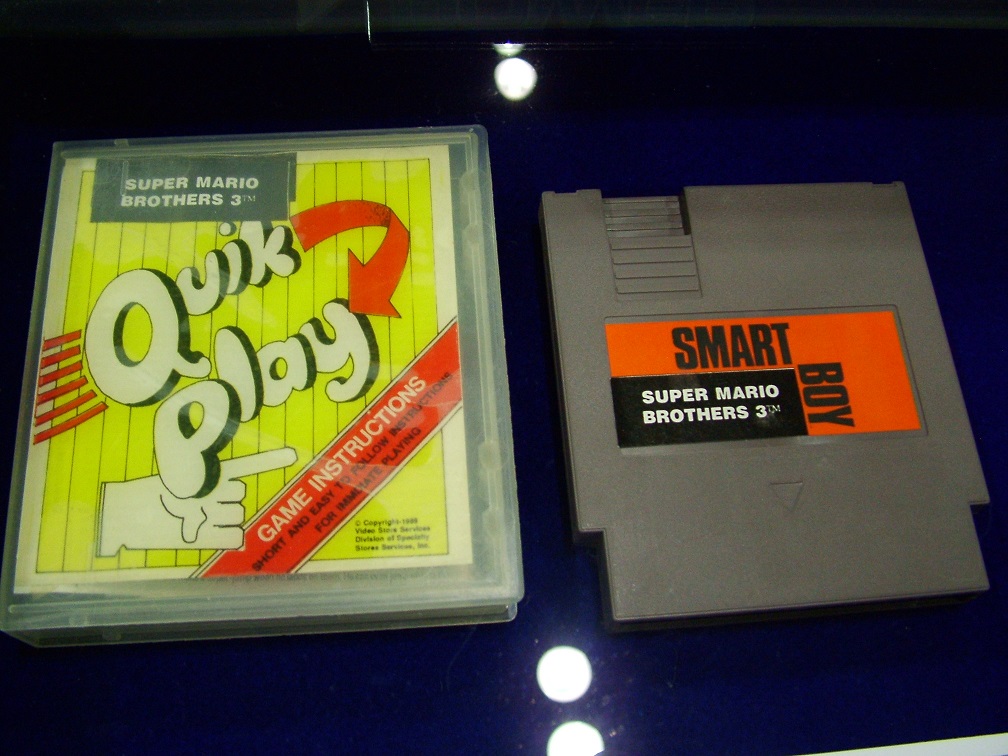 SUPER MARIO
BROTHERS 3™
Quik
Play
GAME INSTRUCTIONS
SHORT AND EASY TO FOLLOW INSTRUCTIONS
FOR IMMEDIATE PLAYING
© Copyright-1989
Video Store Services
Division of Specialty
Stores Services, Inc.
SMART
BOY
SUPER MARIO
BROTHERS 3™